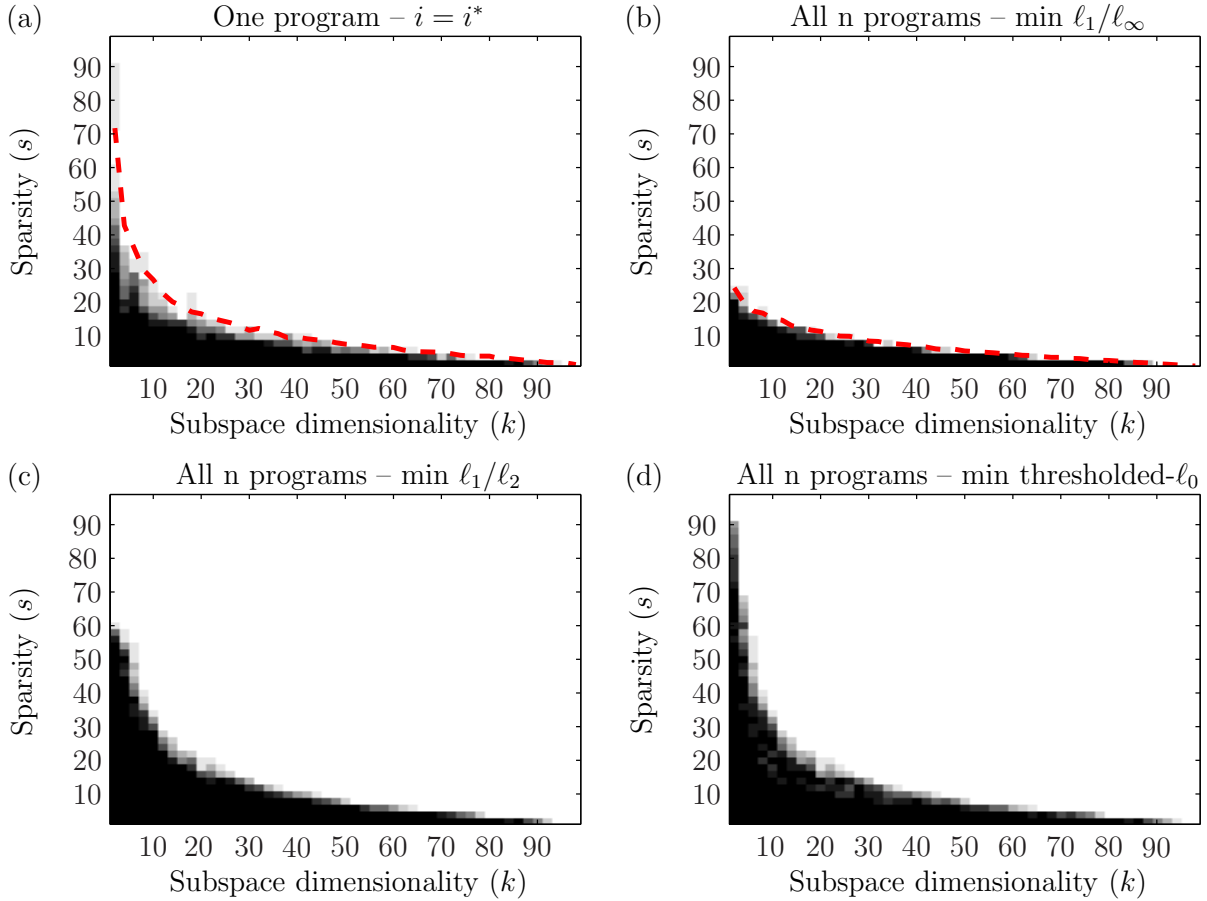 (a) One program – i = i*
90
80
70
60
50
40
30
20
10
Sparsity (s)
10 20 30 40 50 60 70 80 90
Subspace dimensionality (k)
(b) All n programs – min ℓ₁/ℓ∞
90
80
70
60
50
40
30
20
10
Sparsity (s)
10 20 30 40 50 60 70 80 90
Subspace dimensionality (k)
(c) All n programs – min ℓ₁/ℓ₂
90
80
70
60
50
40
30
20
10
Sparsity (s)
10 20 30 40 50 60 70 80 90
Subspace dimensionality (k)
(d) All n programs – min thresholded-ℓ₀
90
80
70
60
50
40
30
20
10
Sparsity (s)
10 20 30 40 50 60 70 80 90
Subspace dimensionality (k)